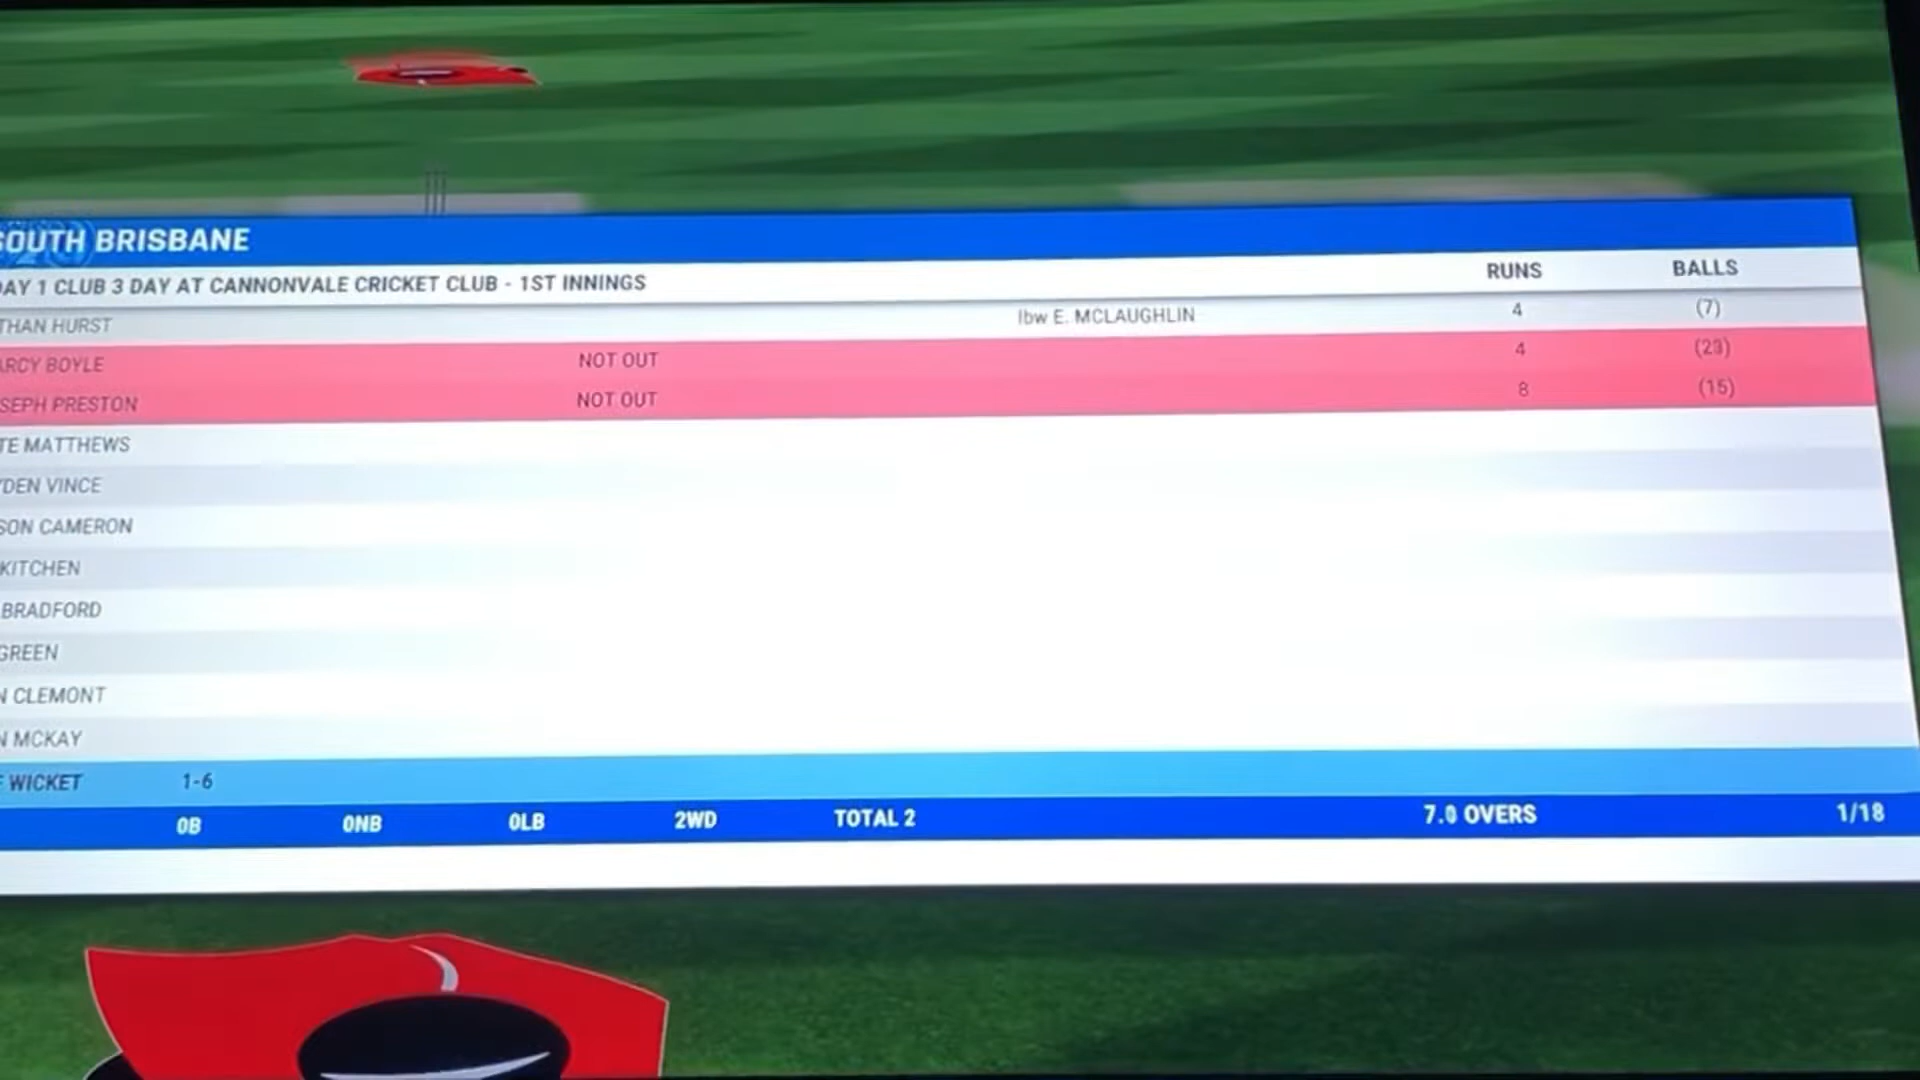 SOUTH BRISBANE
DAY 1 CLUB 3 DAY AT CANNONVALE CRICKET CLUB - 1ST INNINGS RUNS BALLS
THAN HURST lbw E. MCLAUGHLIN 4 (7)
ARCY BOYLE NOT OUT 4 (23)
SEPH PRESTON NOT OUT 8 (15)
TE MATTHEWS
YDEN VINCE
SON CAMERON
KITCHEN
BRADFORD
GREEN
N CLEMONT
N MCKAY
F WICKET 1-6
0B 0NB 0LB 2WD TOTAL 2 7.0 OVERS 1/18